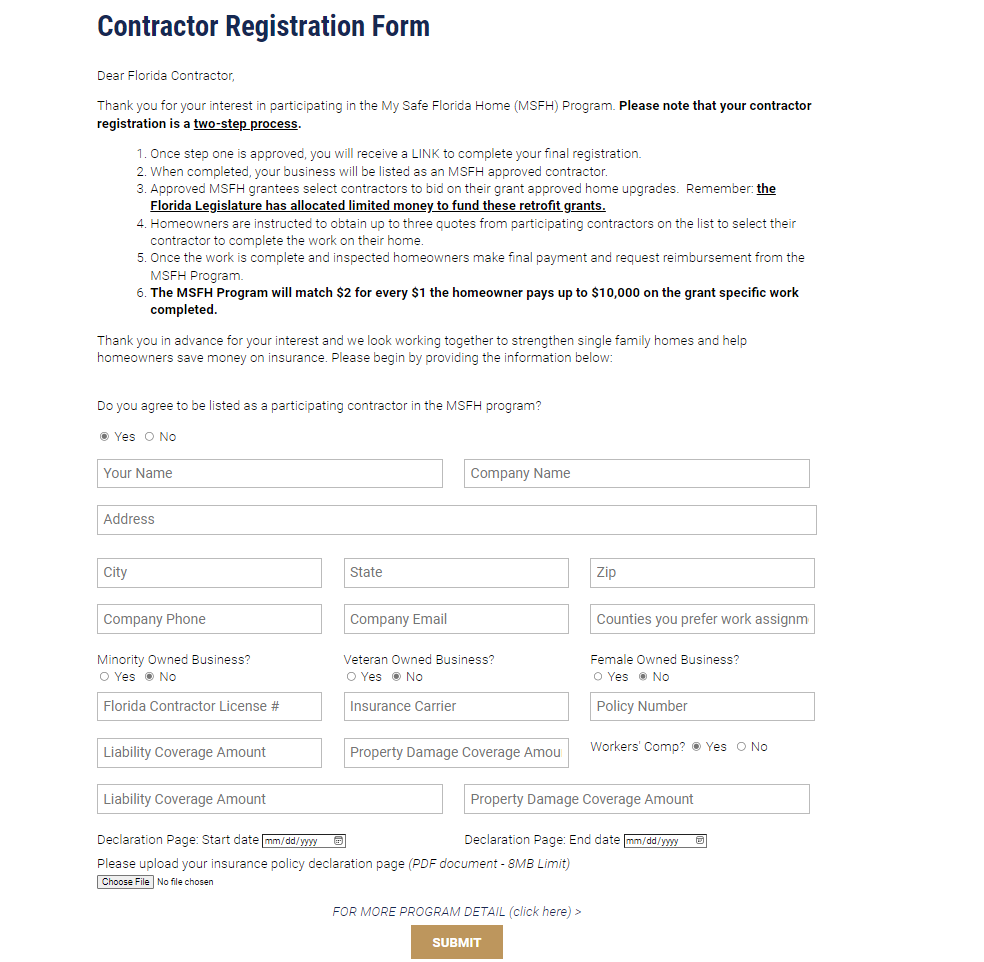 Contractor Registration Form
Dear Florida Contractor,
Thank you for your interest in participating in the My Safe Florida Home (MSFH) Program. Please note that your contractor
registration is a two-step process.
1. Once step one is approved, you will receive a LINK to complete your final registration.
2. When completed, your business will be listed as an MSFH approved contractor.
3. Approved MSFH grantees select contractors to bid on their grant approved home upgrades. Remember: the
Florida Legislature has allocated limited money to fund these retrofit grants.
4. Homeowners are instructed to obtain up to three quotes from participating contractors on the list to select their
contractor to complete the work on their home.
5. Once the work is complete and inspected homeowners make final payment and request reimbursement from the
MSFH Program.
6. The MSFH Program will match $2 for every $1 the homeowner pays up to $10,000 on the grant specific work
completed.
Thank you in advance for your interest and we look working together to strengthen single family homes and help
homeowners save money on insurance. Please begin by providing the information below:
Do you agree to be listed as a participating contractor in the MSFH program?
Yes No
Your Name Company Name
Address
City State Zip
Company Phone Company Email Counties you prefer work assignm
Minority Owned Business? Veteran Owned Business? Female Owned Business?
Yes No Yes No Yes No
Florida Contractor License # Insurance Carrier Policy Number
Liability Coverage Amount Property Damage Coverage Amou Workers' Comp? Yes No
Liability Coverage Amount Property Damage Coverage Amount
Declaration Page: Start date mm/dd/yyyy Declaration Page: End date mm/dd/yyyy
Please upload your insurance policy declaration page (PDF document - 8MB Limit)
Choose File No file chosen
FOR MORE PROGRAM DETAIL (click here) >
SUBMIT